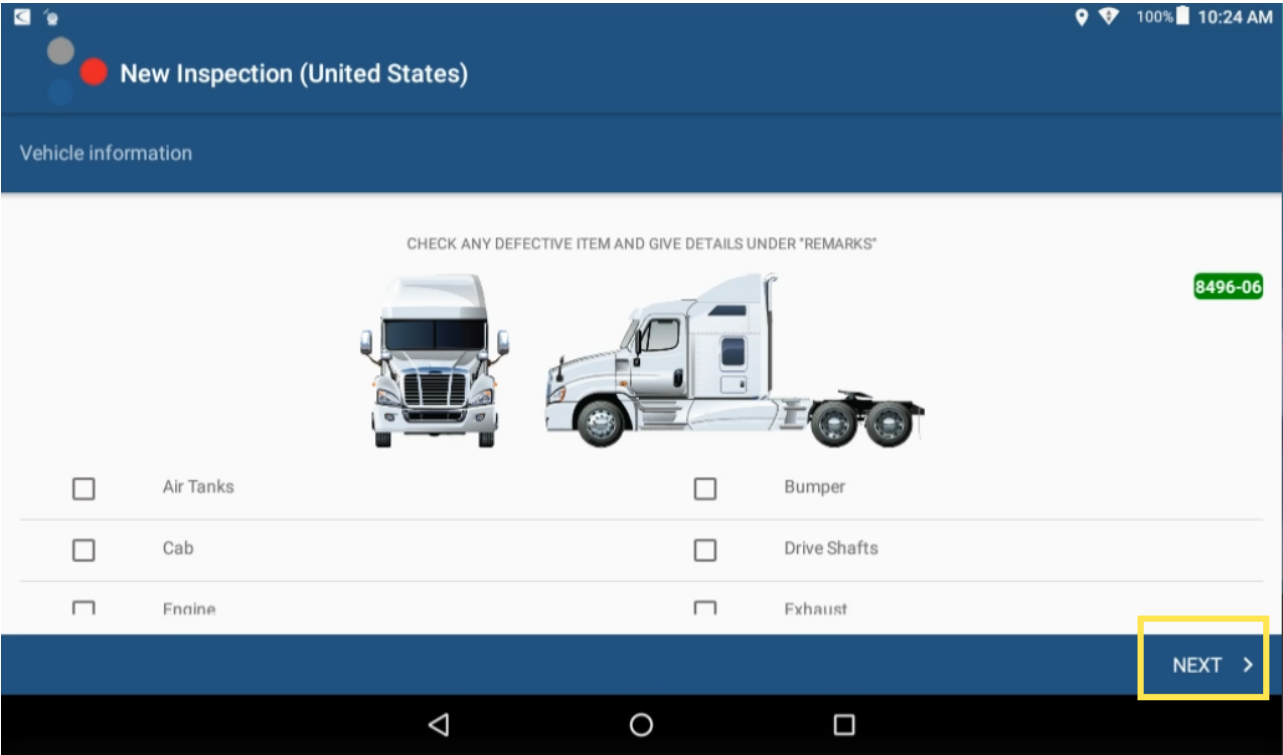 100% 10:24 AM
New Inspection (United States)
Vehicle information
CHECK ANY DEFECTIVE ITEM AND GIVE DETAILS UNDER "REMARKS"
8496-06
Air Tanks Bumper
Cab Drive Shafts
Engine Exhaust
NEXT